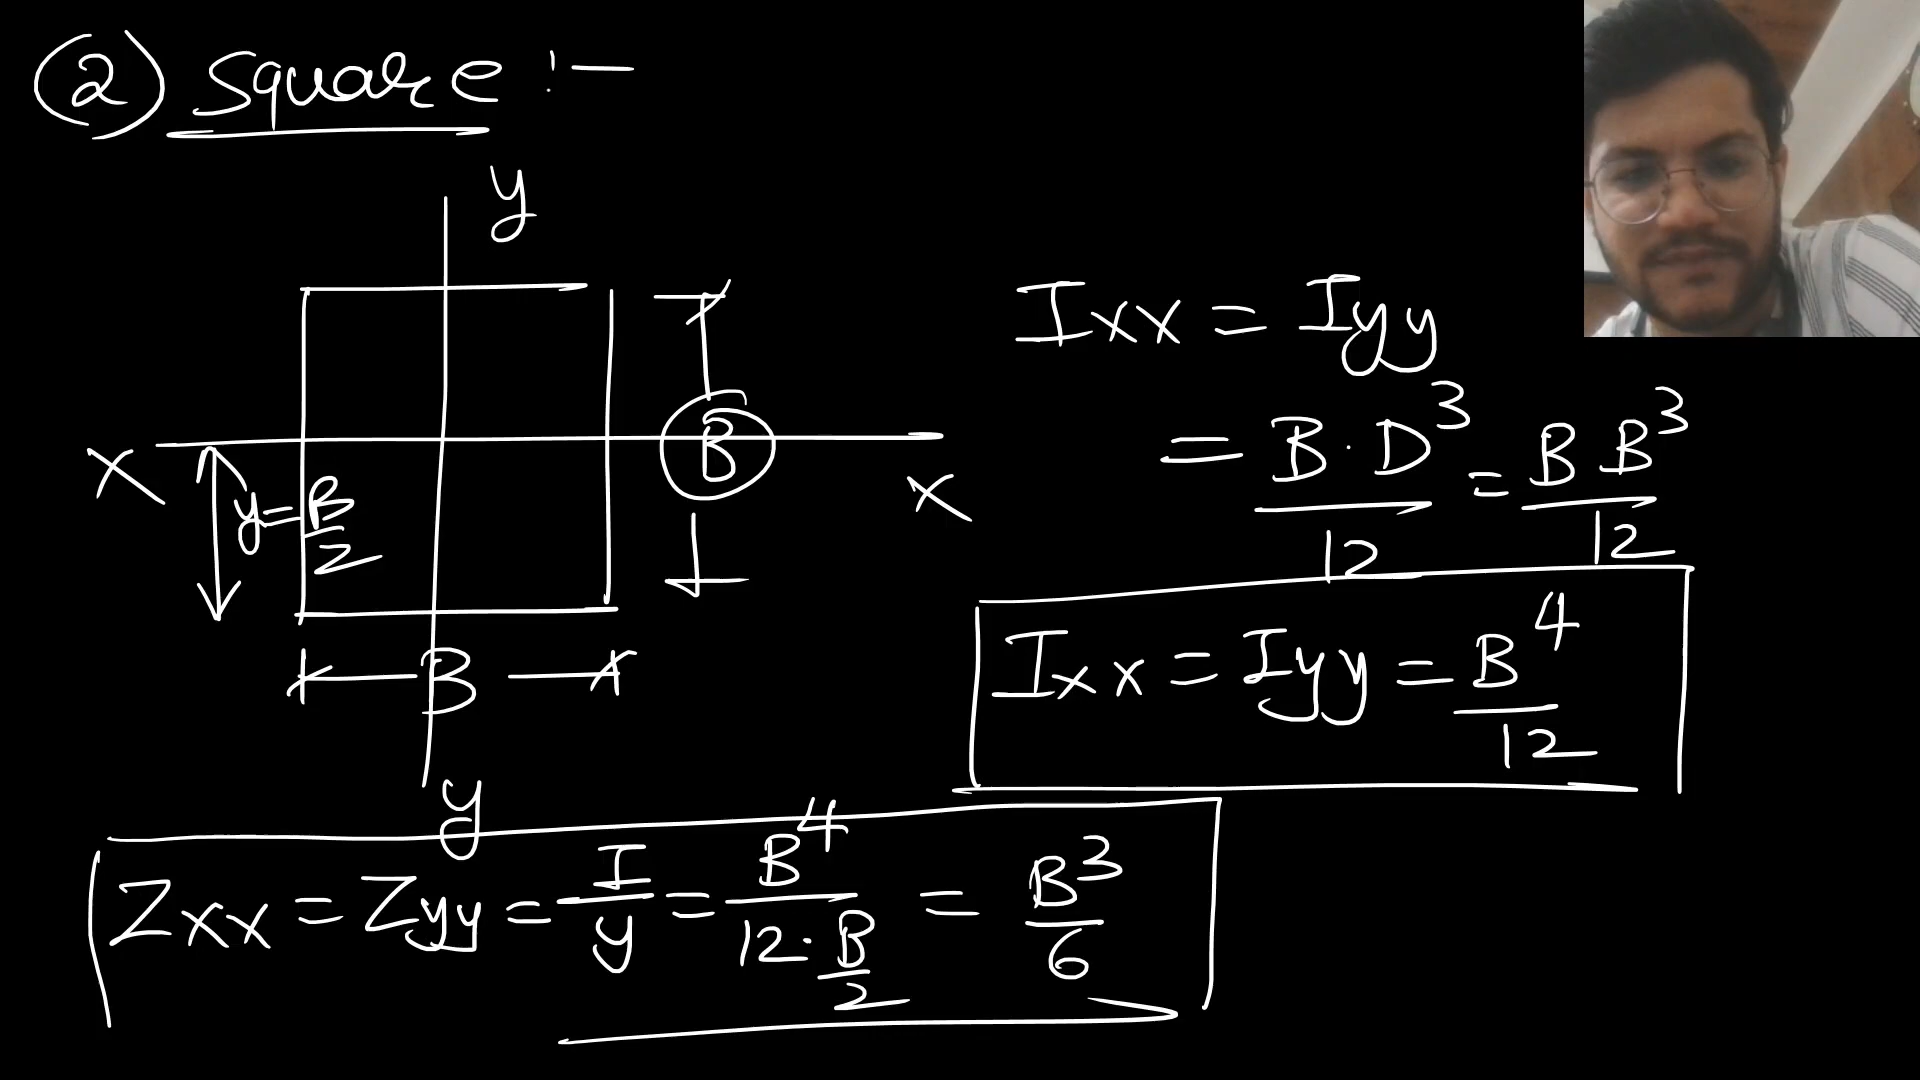 (2) Square :-
y
Ixx = Iyy
= B·D³/12 = BB³/12
B
X
X
y = B/2
B
Ixx = Iyy = B⁴/12
y
Zxx = Zyy = I/y = B⁴/12·B/2 = B³/6